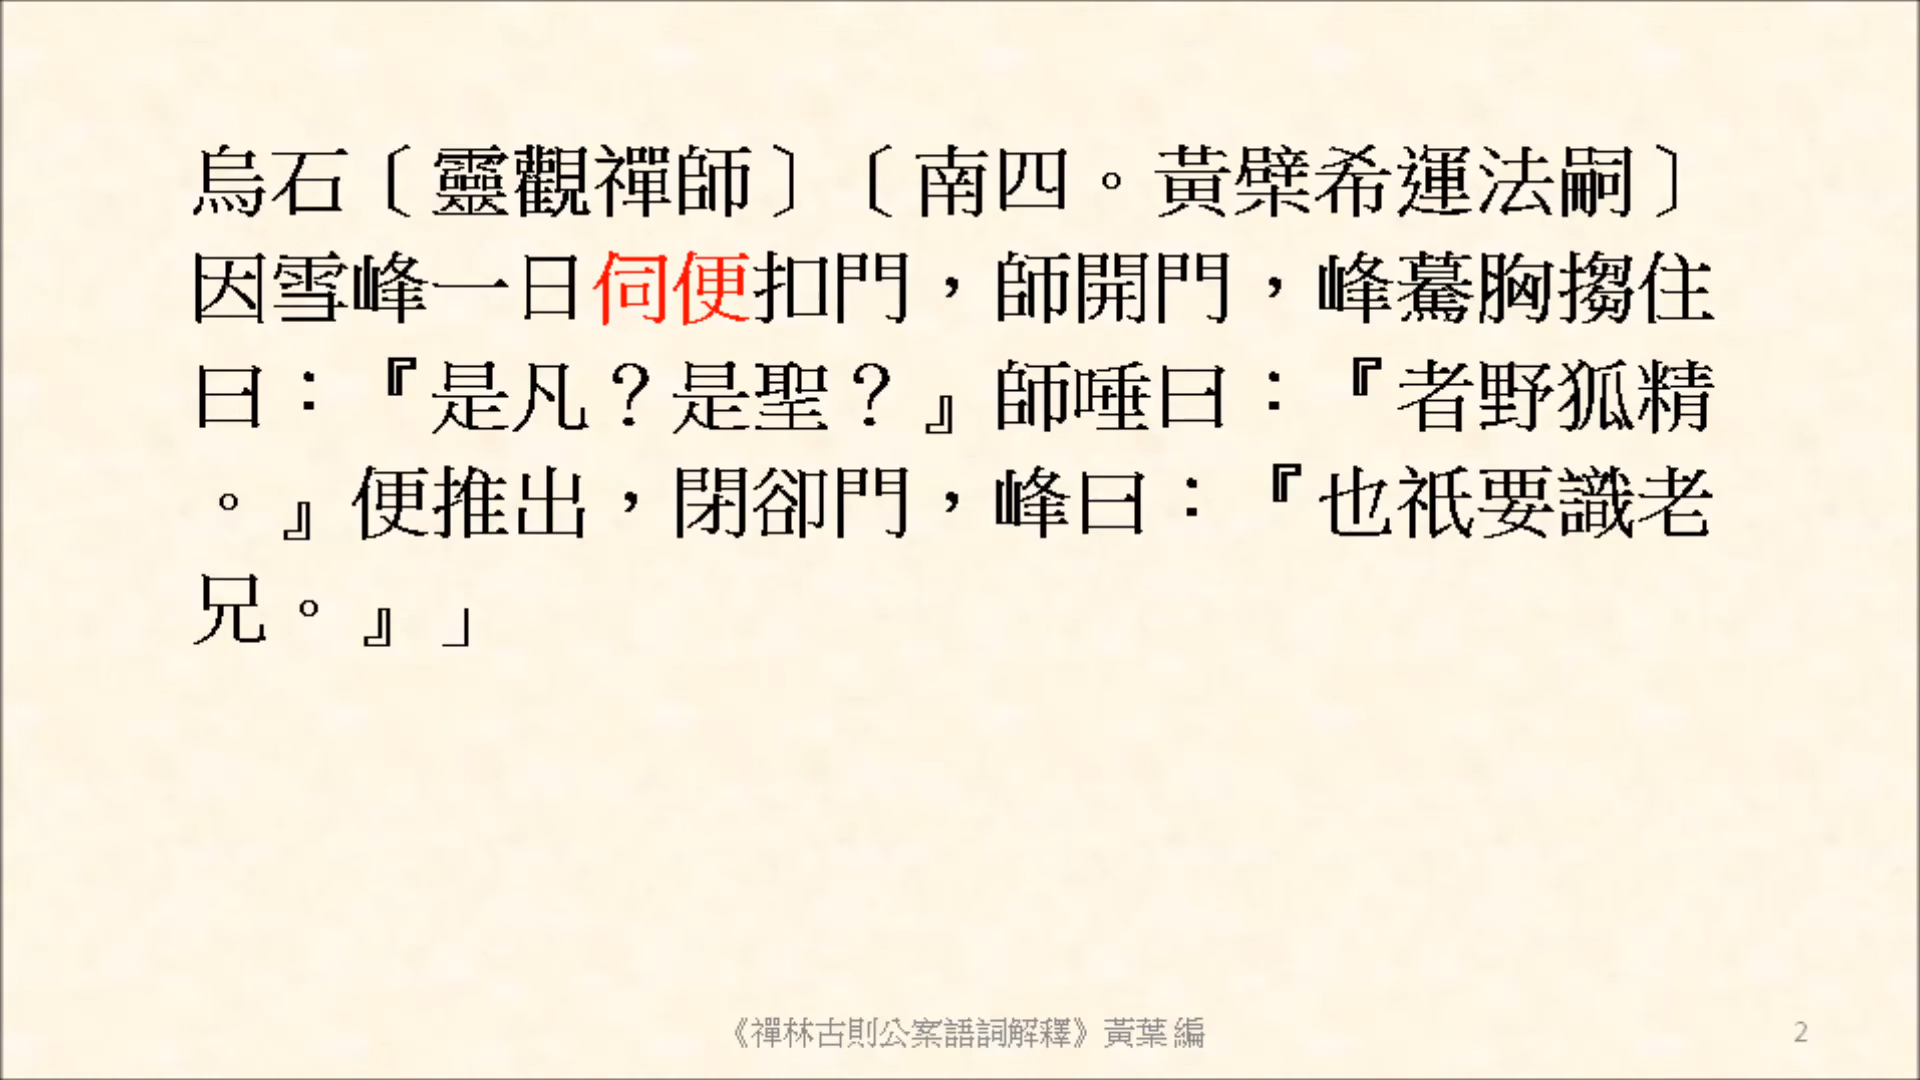 烏石〔靈觀禪師〕〔南四。黃檗希運法嗣〕
因雪峰一日伺便扣門，師開門，峰驀胸搊住
曰：『是凡？是聖？』師唾曰：『者野狐精
。』便推出，閉卻門，峰曰：『也祇要識老
兄。』」
《禪林古則公案語詞解釋》黃葉編
2